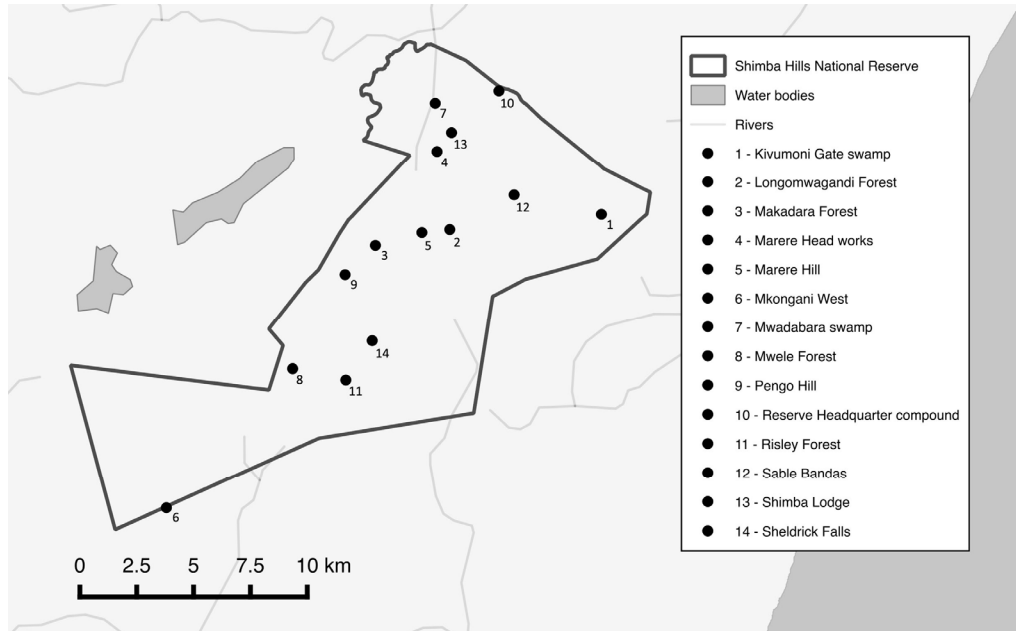 Shimba Hills National Reserve
Water bodies
Rivers
1 - Kivumoni Gate swamp
2 - Longomwagandi Forest
3 - Makadara Forest
4 - Marere Head works
5 - Marere Hill
6 - Mkongani West
7 - Mwadabara swamp
8 - Mwele Forest
9 - Pengo Hill
10 - Reserve Headquarter compound
11 - Risley Forest
12 - Sable Bandas
13 - Shimba Lodge
14 - Sheldrick Falls
10
7
13
4
12
1
5
2
3
9
14
8
11
6
0 2.5 5 7.5 10 km